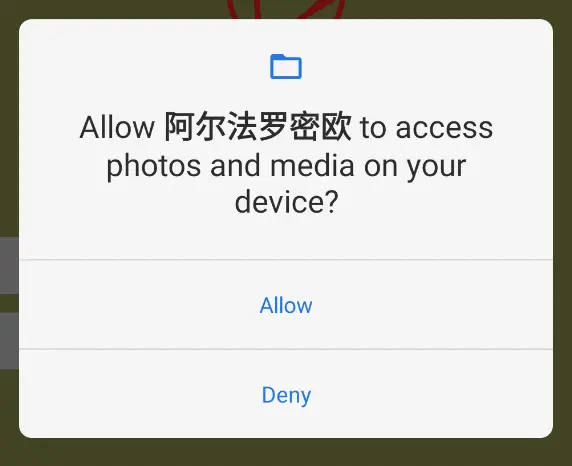 Allow 阿尔法罗密欧 to access
photos and media on your
device?
Allow
Deny